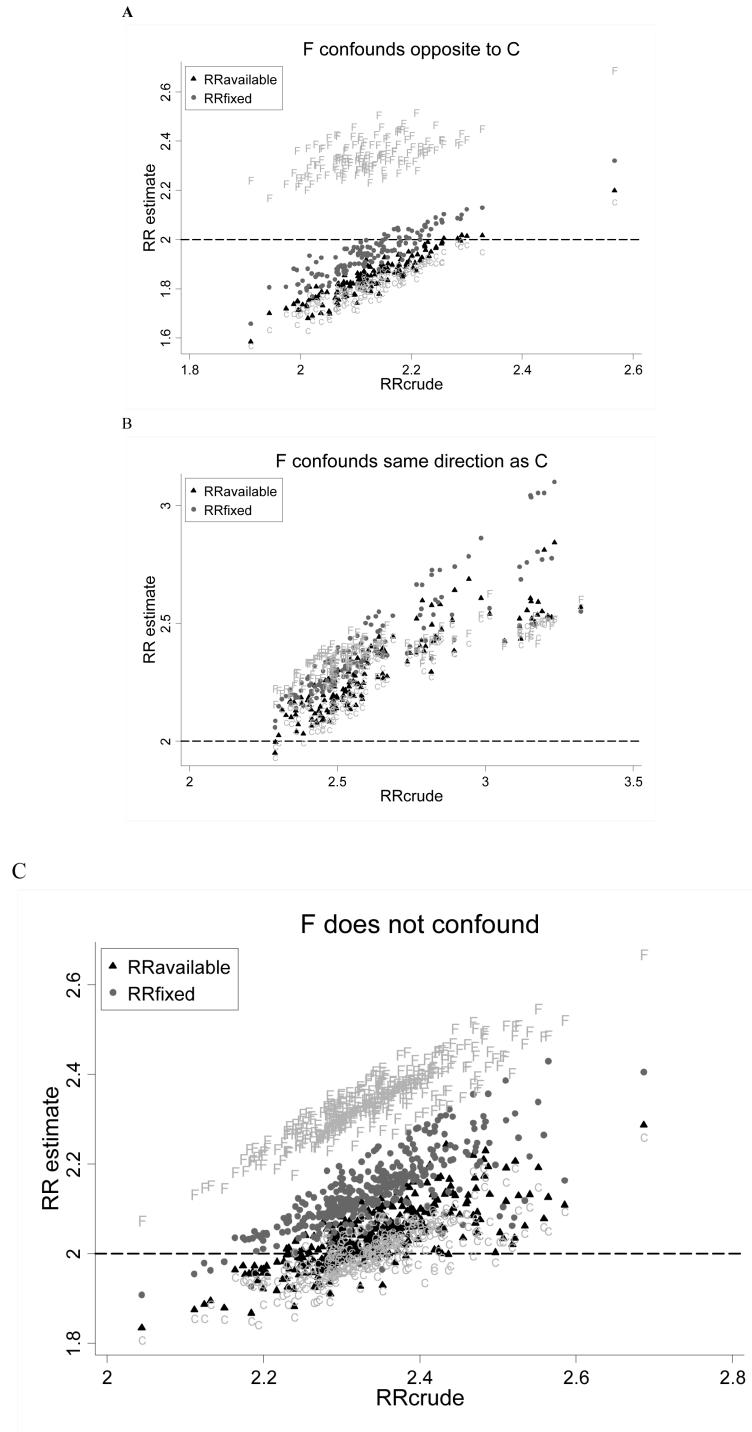 A
F confounds opposite to C
RRavailable
RRfixed
RR estimate
2.6
2.4
2.2
2
1.8
1.6
1.8
2
2.2
2.4
2.6
RRcrude
B
F confounds same direction as C
RRavailable
RRfixed
RR estimate
3
2.5
2
2
2.5
3
3.5
RRcrude
C
F does not confound
RRavailable
RRfixed
RR estimate
2.6
2.4
2.2
2
1.8
2
2.2
2.4
2.6
2.8
RRcrude